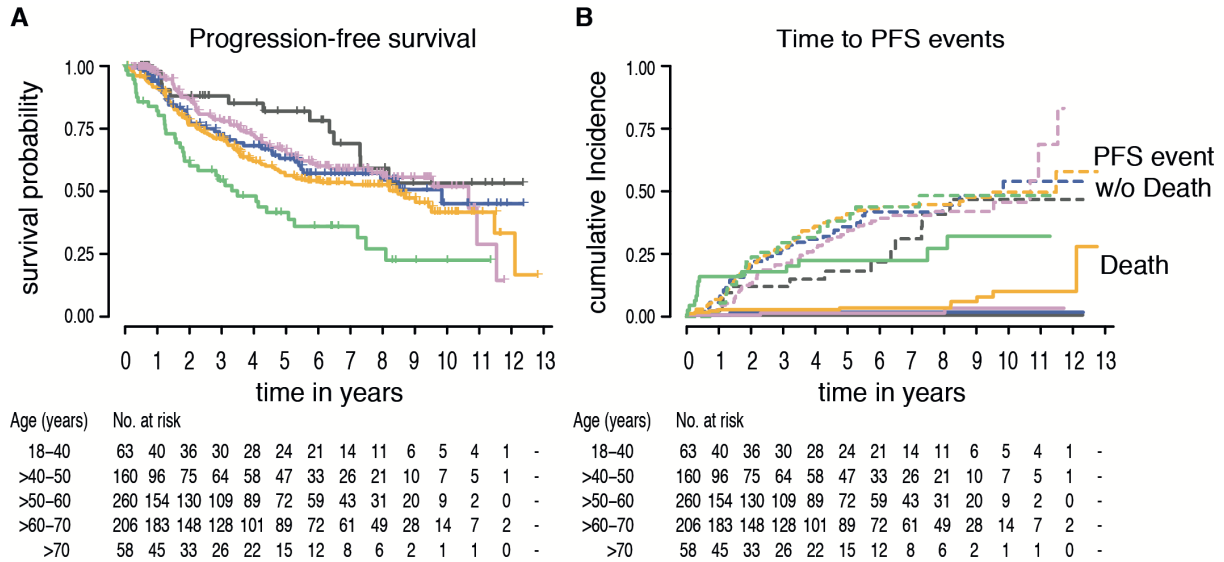 A
Progression-free survival
survival probability
1.00
0.75
0.50
0.25
0.00
0 1 2 3 4 5 6 7 8 9 10 11 12 13
time in years
Age (years) No. at risk
18–40 63 40 36 30 28 24 21 14 11 6 5 4 1 -
>40–50 160 96 75 64 58 47 33 26 21 10 7 5 1 -
>50–60 260 154 130 109 89 72 59 43 31 20 9 2 0 -
>60–70 206 183 148 128 101 89 72 61 49 28 14 7 2 -
>70 58 45 33 26 22 15 12 8 6 2 1 1 0 -
B
Time to PFS events
cumulative Incidence
1.00
0.75
0.50
0.25
0.00
PFS event
w/o Death
Death
0 1 2 3 4 5 6 7 8 9 10 11 12 13
time in years
Age (years) No. at risk
18–40 63 40 36 30 28 24 21 14 11 6 5 4 1 -
>40–50 160 96 75 64 58 47 33 26 21 10 7 5 1 -
>50–60 260 154 130 109 89 72 59 43 31 20 9 2 0 -
>60–70 206 183 148 128 101 89 72 61 49 28 14 7 2 -
>70 58 45 33 26 22 15 12 8 6 2 1 1 0 -